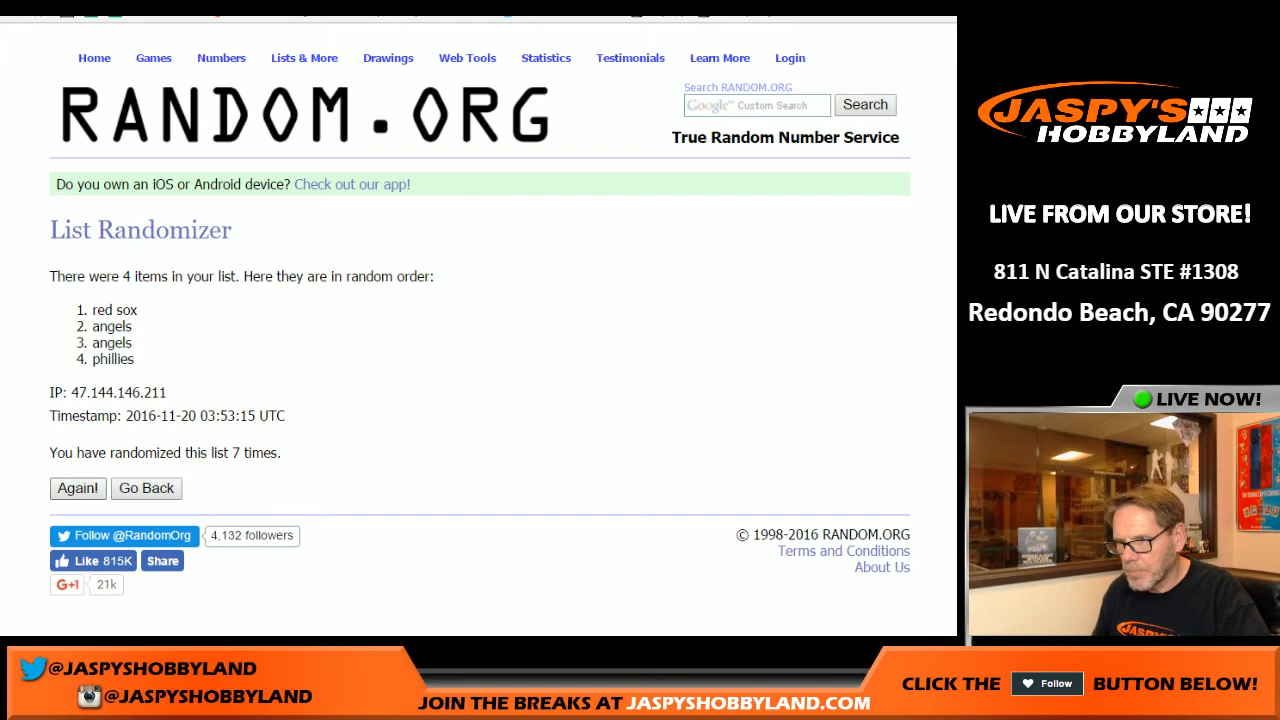 Home Games Numbers Lists & More Drawings Web Tools Statistics Testimonials Learn More Login
RANDOM.ORG
Search RANDOM.ORG
Google™ Custom Search Search
True Random Number Service
Do you own an iOS or Android device? Check out our app!
List Randomizer
There were 4 items in your list. Here they are in random order:
1. red sox
2. angels
3. angels
4. phillies
IP: 47.144.146.211
Timestamp: 2016-11-20 03:53:15 UTC
You have randomized this list 7 times.
Again! Go Back
Follow @RandomOrg 4,132 followers
Like 815K Share
G+1 21k
© 1998-2016 RANDOM.ORG
Terms and Conditions
About Us
JASPY'S
HOBBYLAND
LIVE FROM OUR STORE!
811 N Catalina STE #1308
Redondo Beach, CA 90277
LIVE NOW!
@JASPYSHOBBYLAND
@JASPYSHOBBYLAND
JOIN THE BREAKS AT JASPYSHOBBYLAND.COM
CLICK THE Follow BUTTON BELOW!